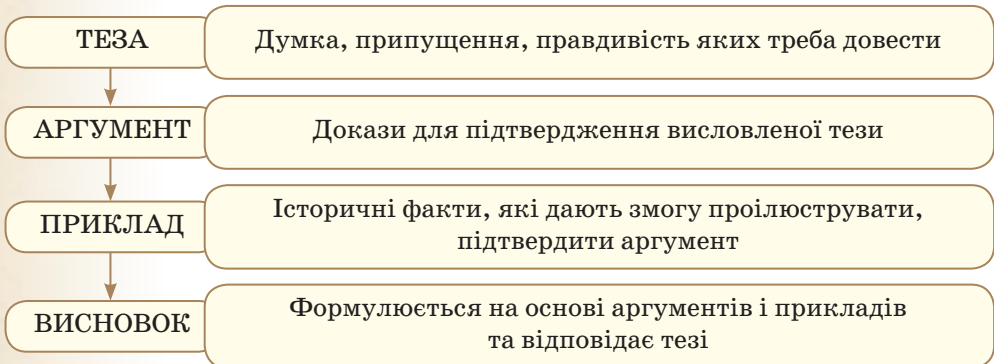 ТЕЗА
Думка, припущення, правдивість яких треба довести
АРГУМЕНТ
Докази для підтвердження висловленої тези
ПРИКЛАД
Історичні факти, які дають змогу проілюструвати,
підтвердити аргумент
ВИСНОВОК
Формулюється на основі аргументів і прикладів
та відповідає тезі